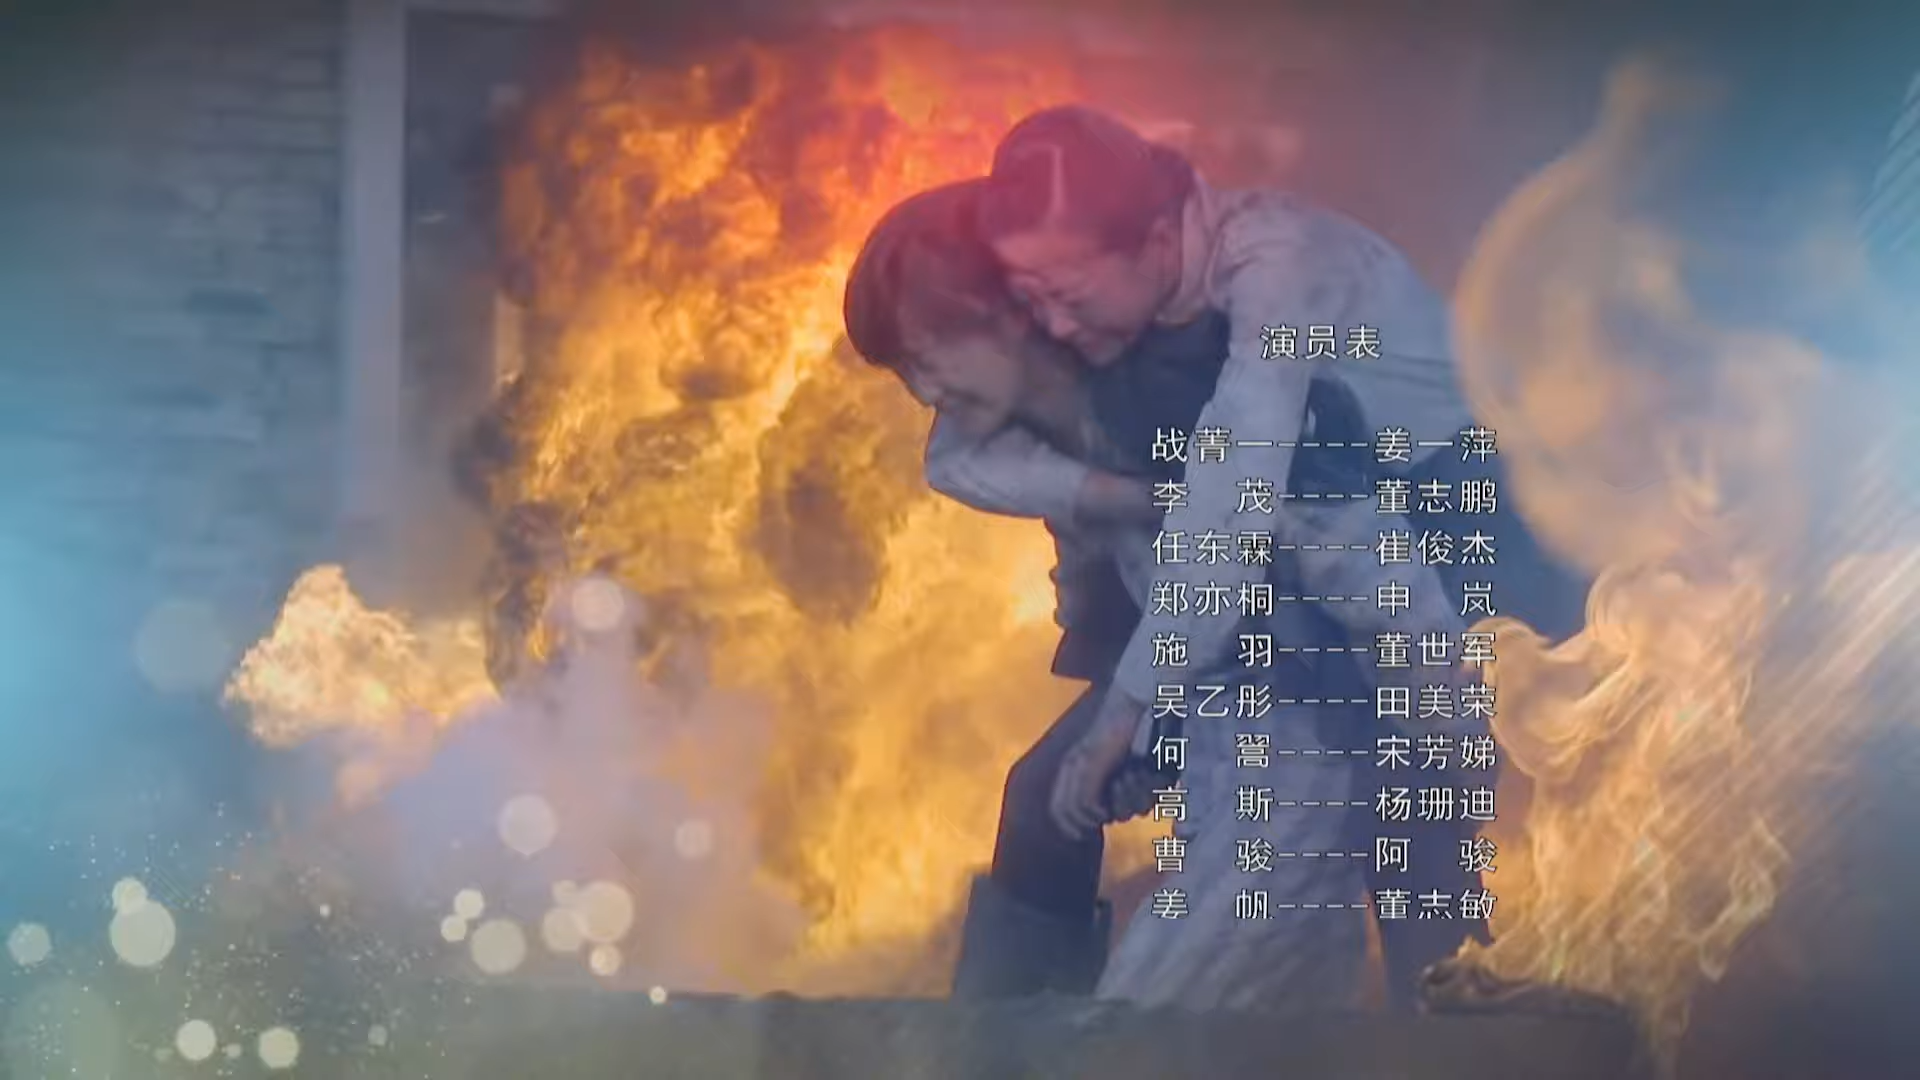 演员表
战菁一----姜一萍
李　茂----董志鹏
任东霖----崔俊杰
郑亦桐----申　岚
施　羽----董世军
吴乙彤----田美荣
何　翯----宋芳娣
高　斯----杨珊迪
曹　骏----阿　骏
姜　帆----董志敏